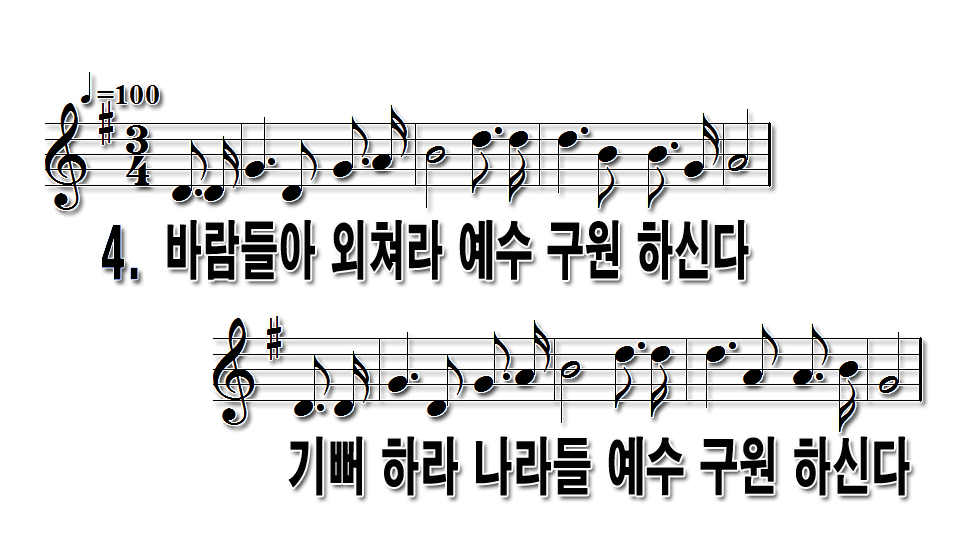 ♩=100
3/4
4. 바람들아 외쳐라 예수 구원 하신다
기뻐 하라 나라들 예수 구원 하신다